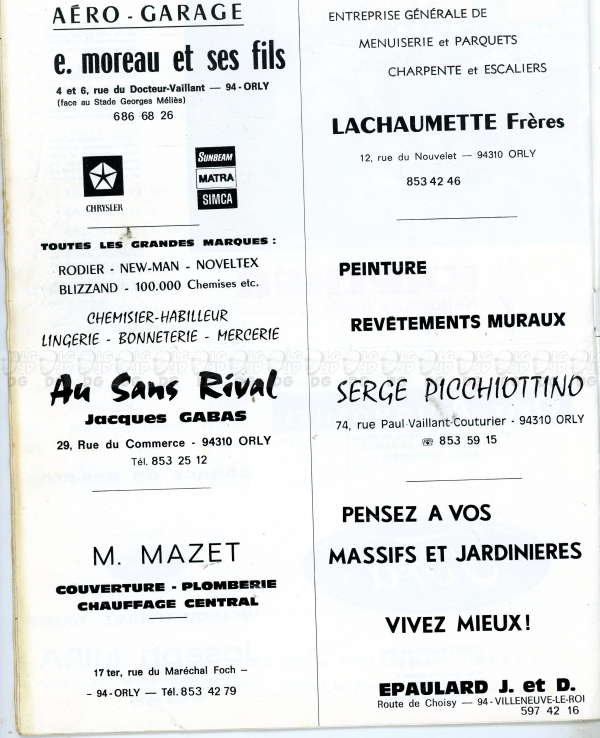 AÉRO - GARAGE
e. moreau et ses fils
4 et 6, rue du Docteur-Vaillant — 94-ORLY
(face au Stade Georges Méliès)
686 68 26
CHRYSLER
SUNBEAM
MATRA
SIMCA
TOUTES LES GRANDES MARQUES :
RODIER - NEW-MAN - NOVELTEX
BLIZZAND - 100.000 Chemises etc.
CHEMISIER-HABILLEUR
LINGERIE - BONNETERIE - MERCERIE
Au Sans Rival
Jacques GABAS
29, Rue du Commerce - 94310 ORLY
Tél. 853 25 12
M. MAZET
COUVERTURE - PLOMBERIE
CHAUFFAGE CENTRAL
17 ter, rue du Maréchal Foch –
- 94-ORLY — Tél. 853 42 79
ENTREPRISE GÉNÉRALE DE
MENUISERIE et PARQUETS
CHARPENTE et ESCALIERS
LACHAUMETTE Frères
12, rue du Nouvelet — 94310 ORLY
853 42 46
PEINTURE
REVÊTEMENTS MURAUX
SERGE PICCHIOTTINO
74, rue Paul Vaillant-Couturier - 94310 ORLY
☏ 853 59 15
PENSEZ A VOS
MASSIFS ET JARDINIERES
VIVEZ MIEUX !
EPAULARD J. et D.
Route de Choisy — 94-VILLENEUVE-LE-ROI
597 42 16